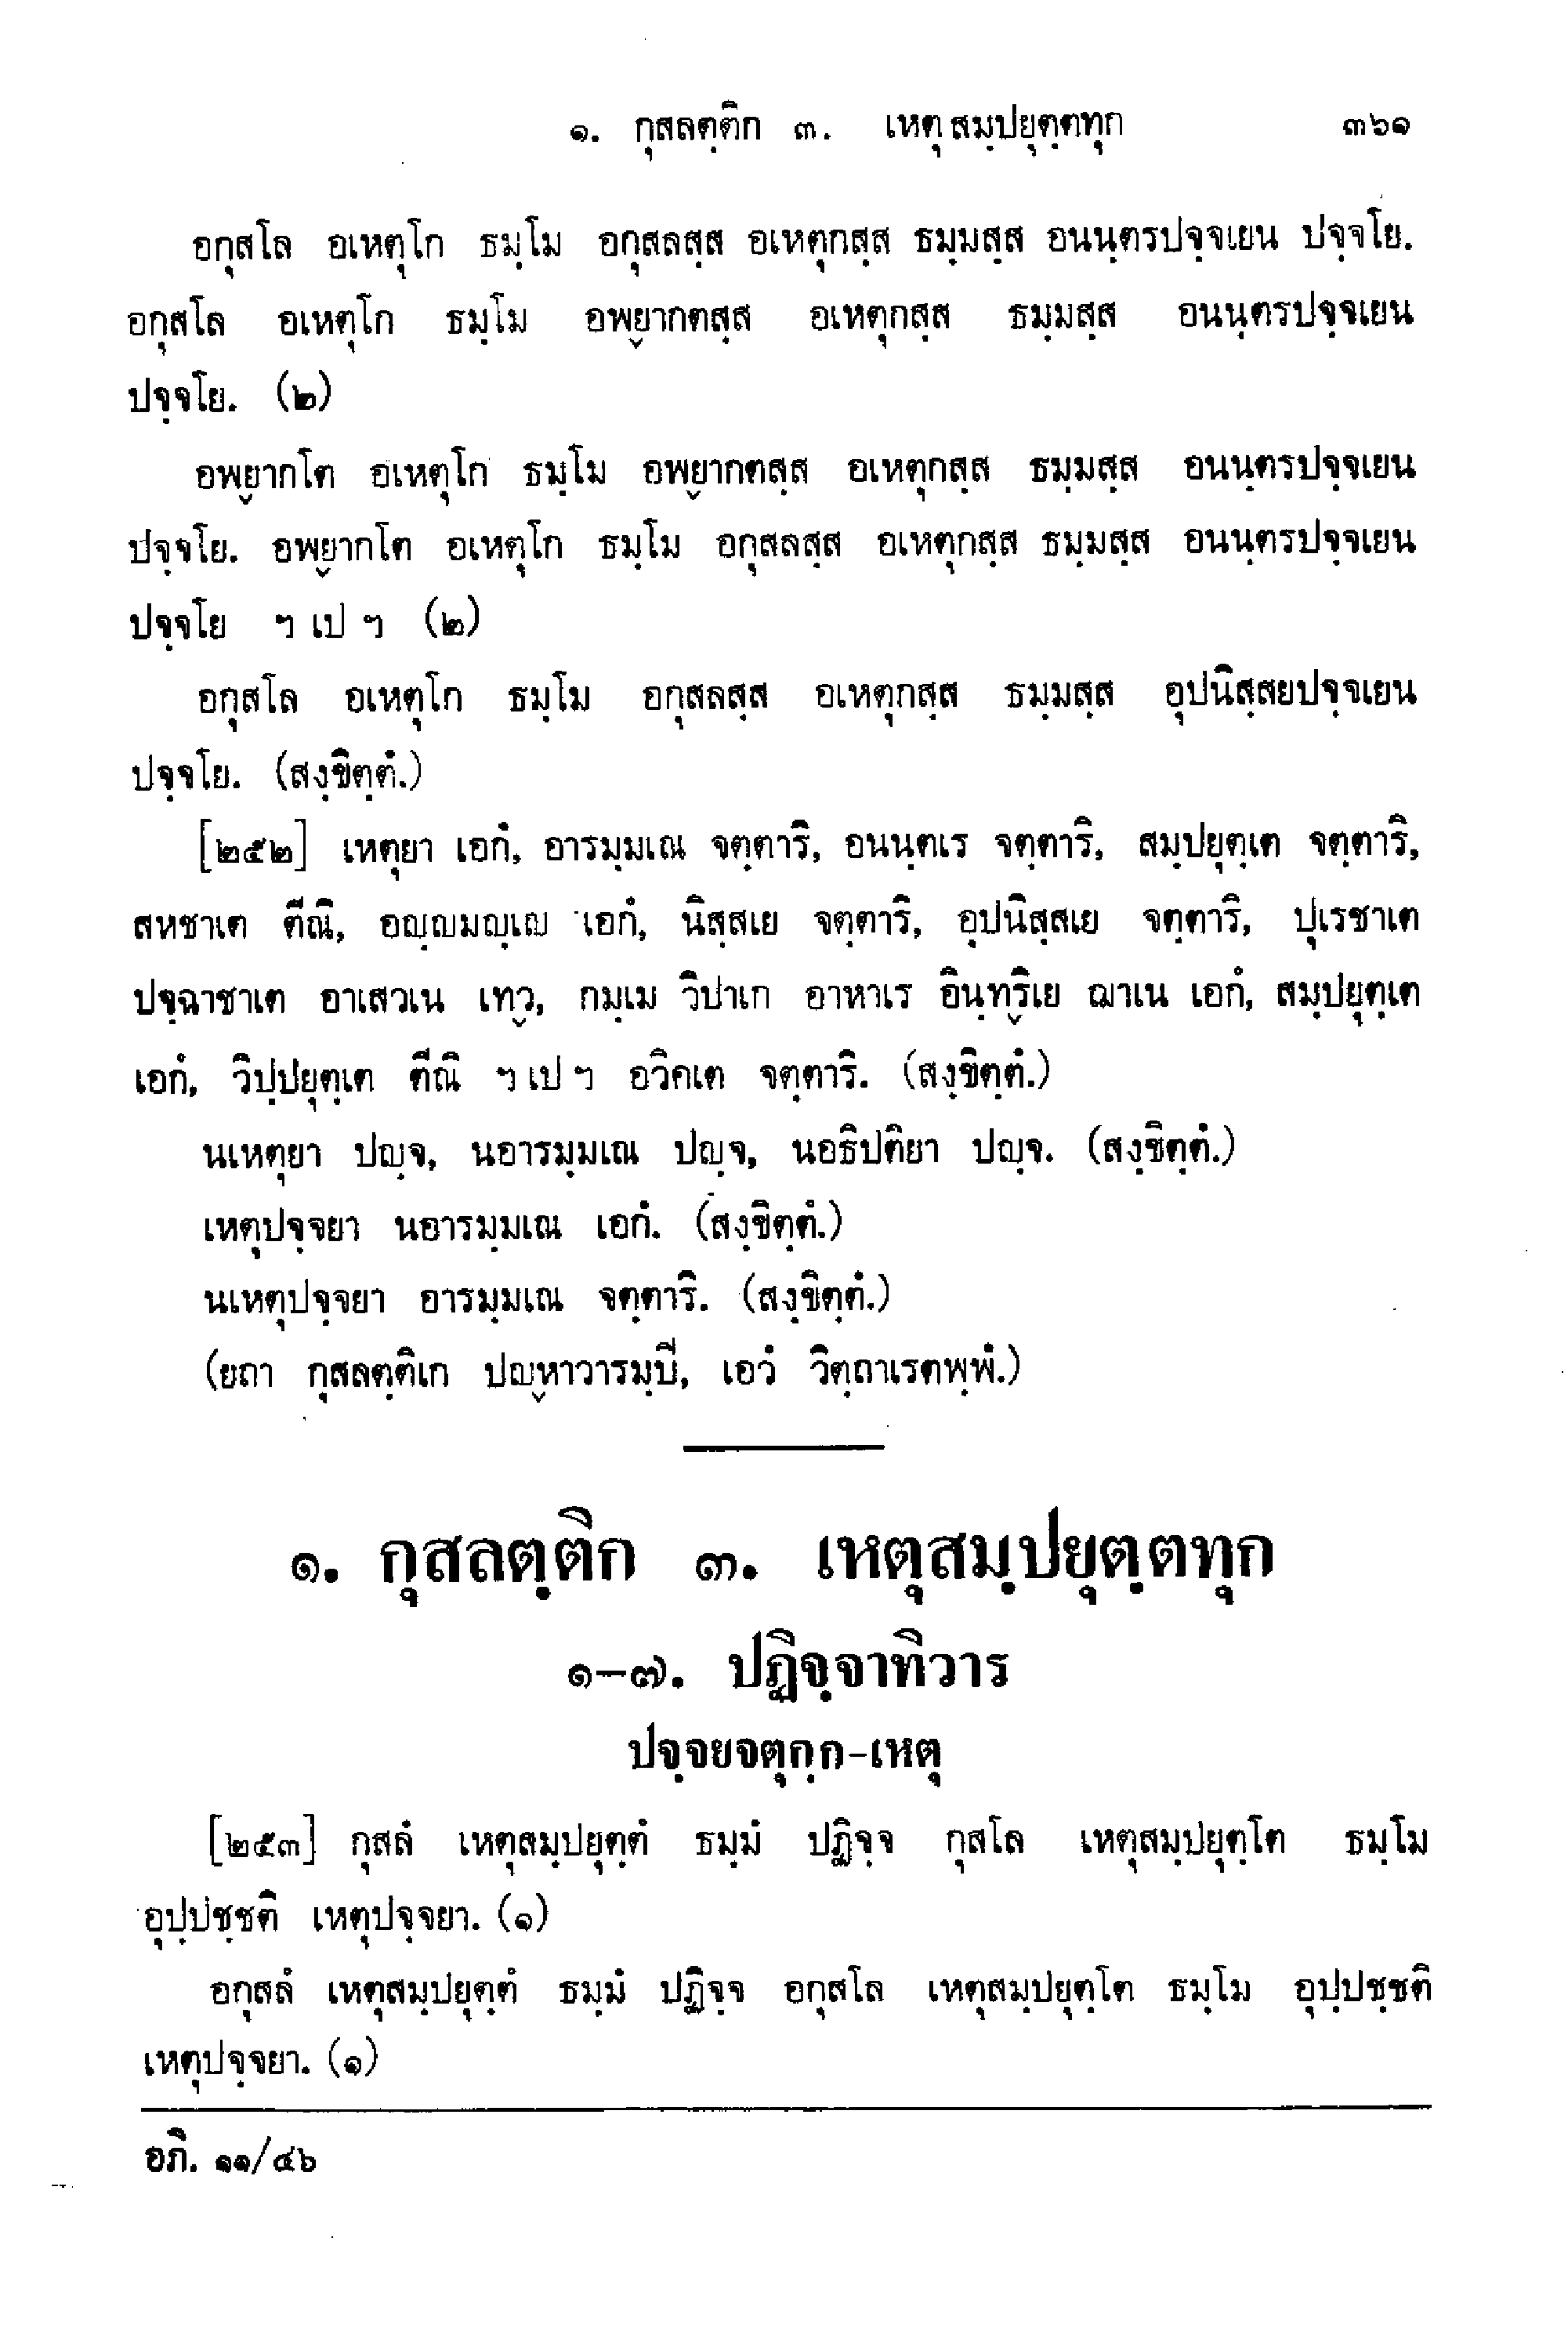 ๑. กุสลตฺติก ๓. เหตุสมฺปยุตฺตทุก ๓๖๑
อกุสโล อเหตุโก ธมฺโม อกุสลสฺส อเหตุกสฺส ธมฺมสฺส อนนฺตรปจฺจเยน ปจฺจโย.
อกุสโล อเหตุโก ธมฺโม อพฺยากตสฺส อเหตุกสฺส ธมฺมสฺส อนนฺตรปจฺจเยน
ปจฺจโย. (๒)
อพฺยากโต อเหตุโก ธมฺโม อพฺยากตสฺส อเหตุกสฺส ธมฺมสฺส อนนฺตรปจฺจเยน
ปจฺจโย. อพฺยากโต อเหตุโก ธมฺโม อกุสลสฺส อเหตุกสฺส ธมฺมสฺส อนนฺตรปจฺจเยน
ปจฺจโย ฯ เป ฯ (๒)
อกุสโล อเหตุโก ธมฺโม อกุสลสฺส อเหตุกสฺส ธมฺมสฺส อุปนิสฺสยปจฺจเยน
ปจฺจโย. (สงฺขิตฺตํ.)
[๒๕๒] เหตุยา เอกํ, อารมฺมเณ จตฺตาริ, อนนฺตเร จตฺตาริ, สมฺปยุตฺเต จตฺตาริ,
สหชาเต ตีณิ, อญฺญมญฺเญ เอกํ, นิสฺสเย จตฺตาริ, อุปนิสฺสเย จตฺตาริ, ปุเรชาเต
ปจฺฉาชาเต อาเสวเน เทฺว, กมฺเม วิปาเก อาหาเร อินฺทฺริเย ฌาเน เอกํ, สมฺปยุตฺเต
เอกํ, วิปฺปยุตฺเต ตีณิ ฯ เป ฯ อวิคเต จตฺตาริ. (สงฺขิตฺตํ.)
นเหตุยา ปญฺจ, นอารมฺมเณ ปญฺจ, นอธิปติยา ปญฺจ. (สงฺขิตฺตํ.)
เหตุปจฺจยา นอารมฺมเณ เอกํ. (สงฺขิตฺตํ.)
นเหตุปจฺจยา อารมฺมเณ จตฺตาริ. (สงฺขิตฺตํ.)
(ยถา กุสลตฺติเก ปญฺหาวารมฺปิ, เอวํ วิตฺถาเรตพฺพํ.)
๑. กุสลตฺติก ๓. เหตุสมฺปยุตฺตทุก
๑-๗. ปฏิจฺจาทิวาร
ปจฺจยจตุกฺก-เหตุ
[๒๕๓] กุสลํ เหตุสมฺปยุตฺตํ ธมฺมํ ปฏิจฺจ กุสโล เหตุสมฺปยุตฺโต ธมฺโม
อุปฺปชฺชติ เหตุปจฺจยา. (๑)
อกุสลํ เหตุสมฺปยุตฺตํ ธมฺมํ ปฏิจฺจ อกุสโล เหตุสมฺปยุตฺโต ธมฺโม อุปฺปชฺชติ
เหตุปจฺจยา. (๑)
อภิ. ๑๑/๔๖